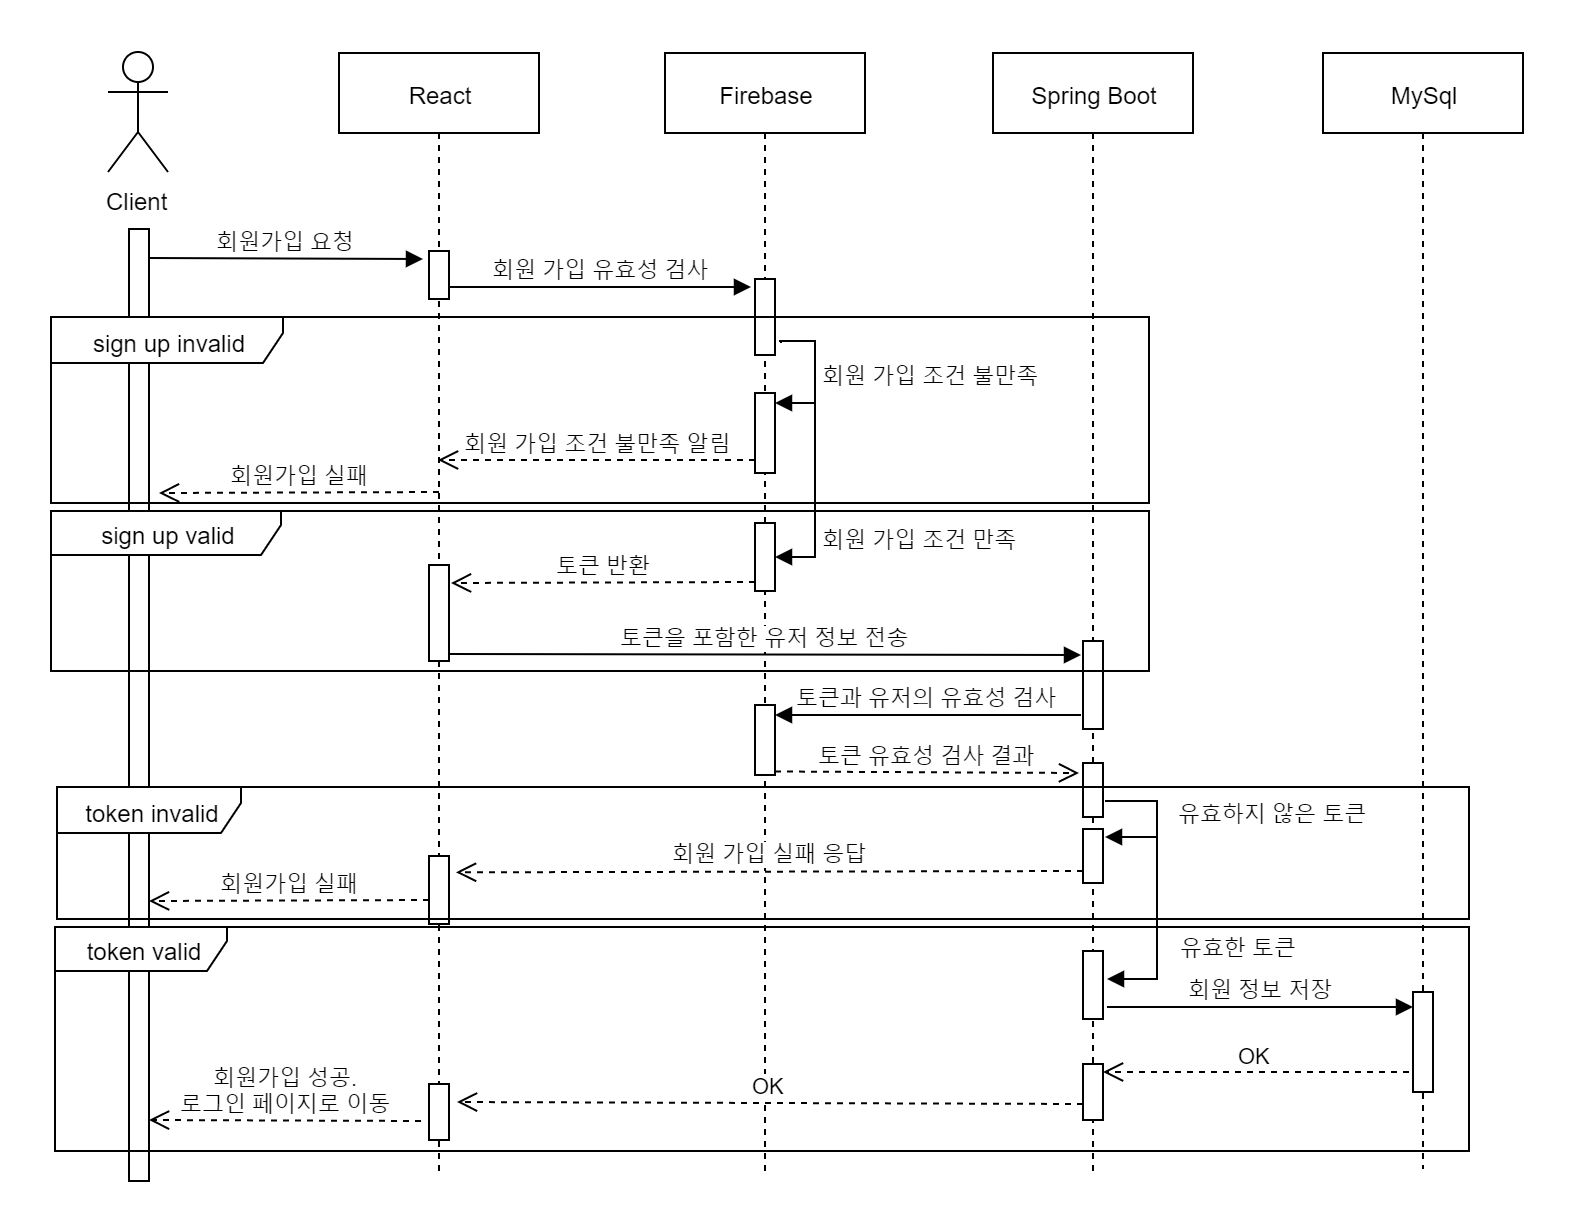 React
Firebase
Spring Boot
MySql
Client
회원가입 요청
회원 가입 유효성 검사
sign up invalid
회원 가입 조건 불만족
회원 가입 조건 불만족 알림
회원가입 실패
sign up valid
회원 가입 조건 만족
토큰 반환
토큰을 포함한 유저 정보 전송
토큰과 유저의 유효성 검사
토큰 유효성 검사 결과
token invalid
유효하지 않은 토큰
회원 가입 실패 응답
회원가입 실패
token valid
유효한 토큰
회원 정보 저장
OK
OK
회원가입 성공.
로그인 페이지로 이동